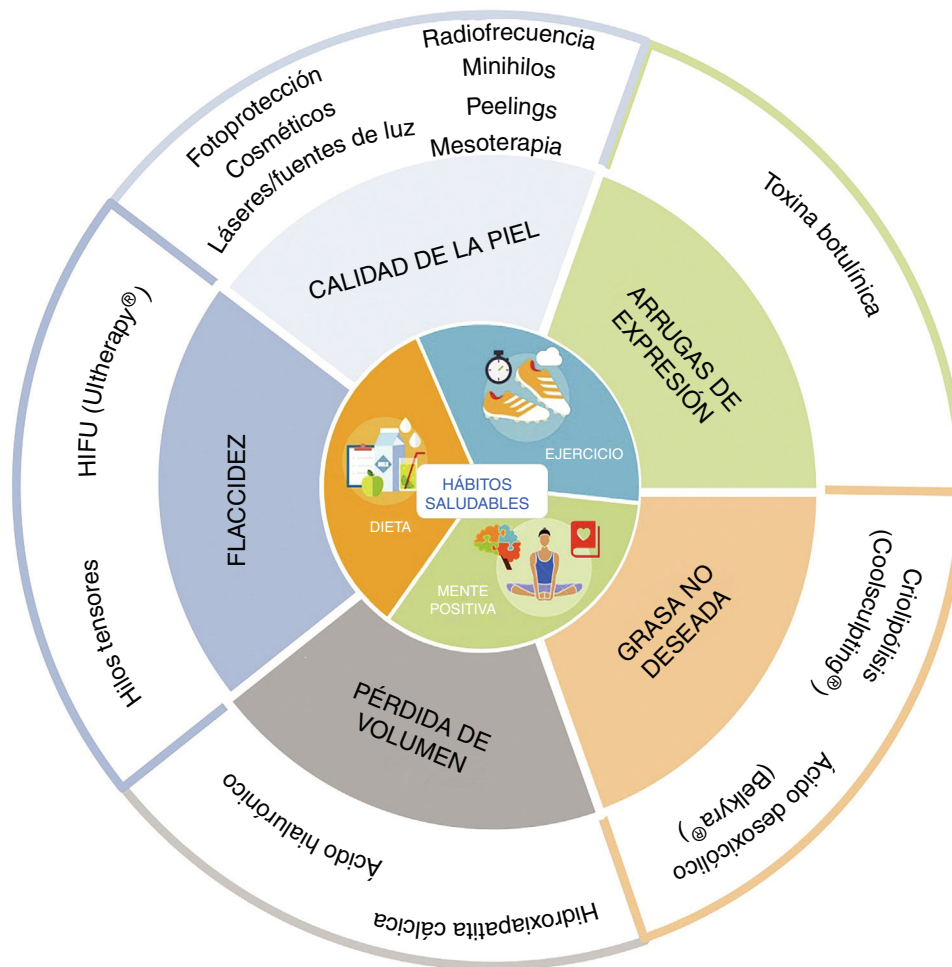 Radiofrecuencia
Minihilos
Peelings
Mesoterapia
Fotoprotección
Cosméticos
Láseres/fuentes de luz
CALIDAD DE LA PIEL
Toxina botulínica
ARRUGAS DE
EXPRESIÓN
Criolipólisis
(Coolsculpting®)
Ácido desoxicólico
(Belkyra®)
GRASA NO
DESEADA
Hidroxiapatita cálcica
Ácido hialurónico
PÉRDIDA DE
VOLUMEN
Hilos tensores
HIFU (Ultherapy®)
FLACCIDEZ
EJERCICIO
HÁBITOS
SALUDABLES
DIETA
MENTE
POSITIVA